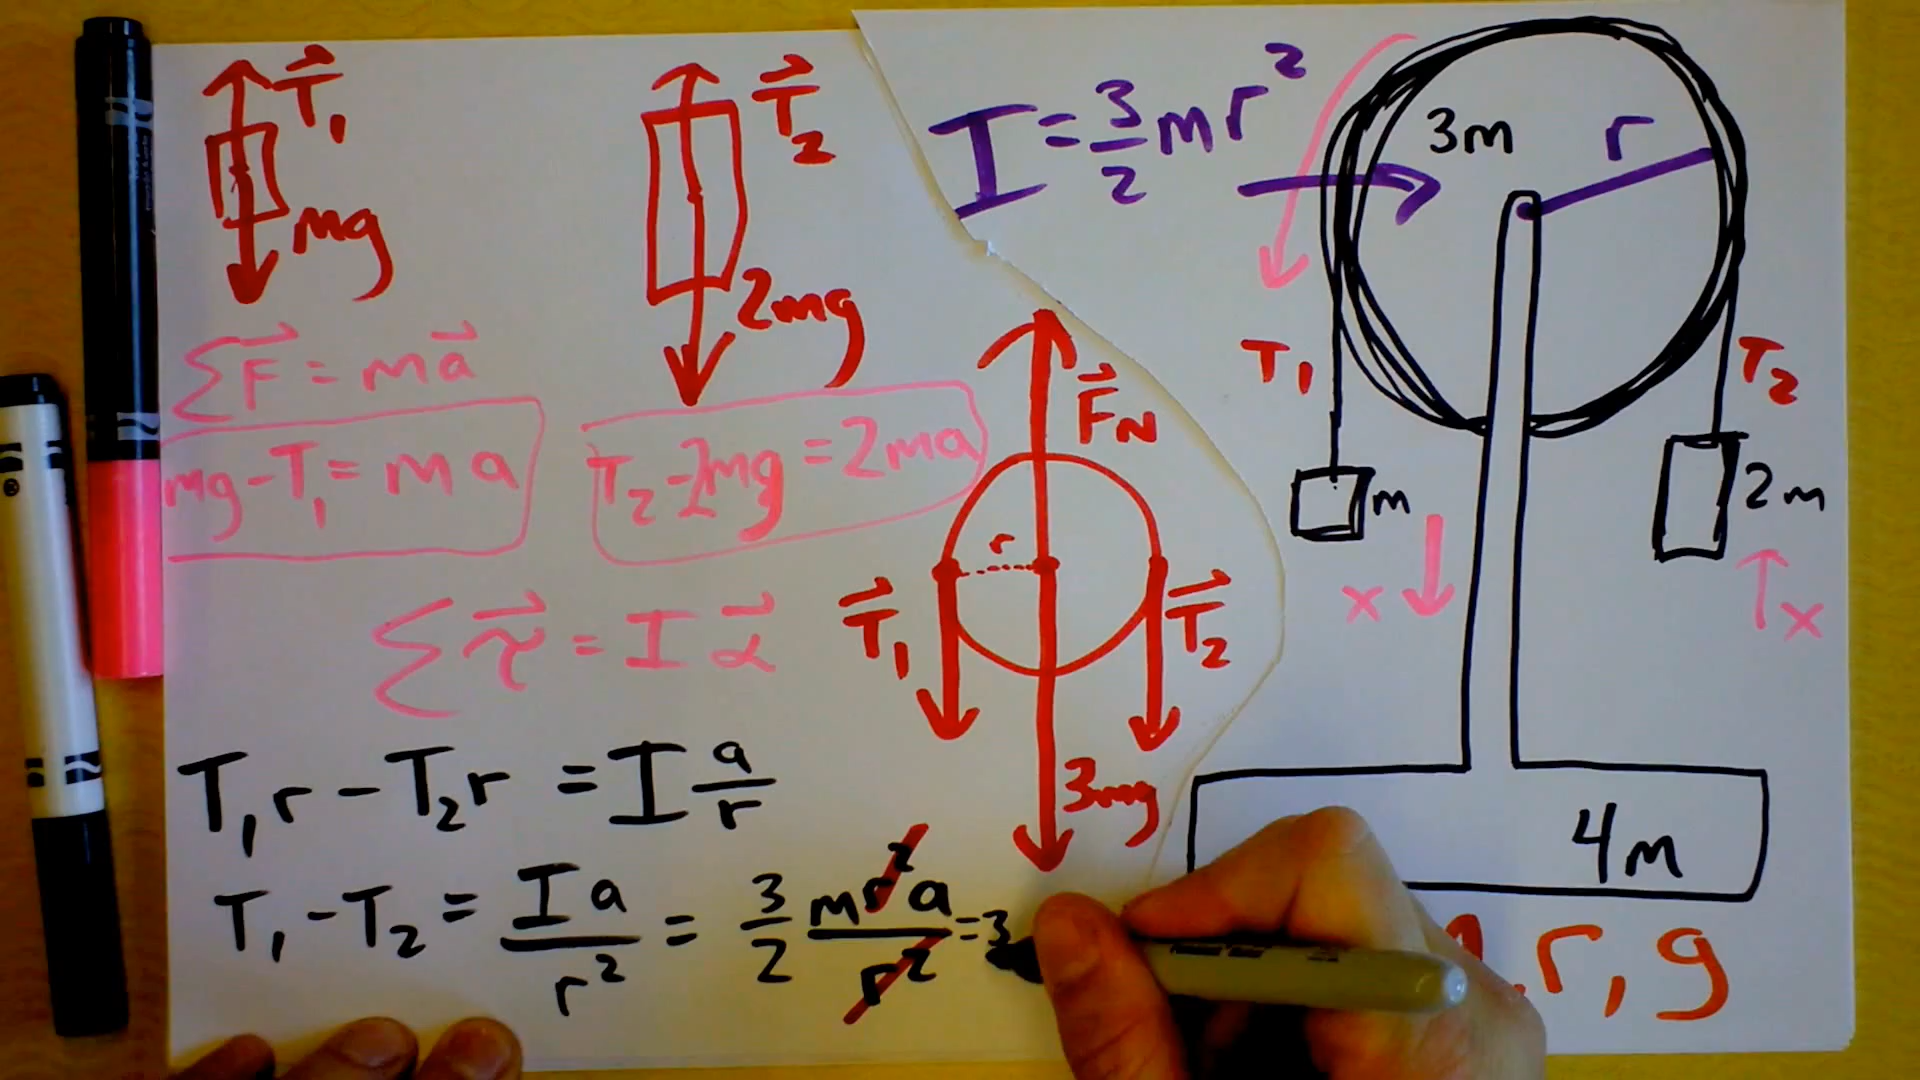 T₁
mg
ΣF = ma
mg - T₁ = ma
T₂
2mg
T₂ - 2mg = 2ma
Στ = Iα
T₁r - T₂r = I a/r
T₁ - T₂ = Ia/r² = 3/2 mr²a/r² = 3
I = 3/2 mr²
F_N
r
T₁
T₂
3mg
3m
r
T₁
T₂
m
2m
x
x
4m
, r, g